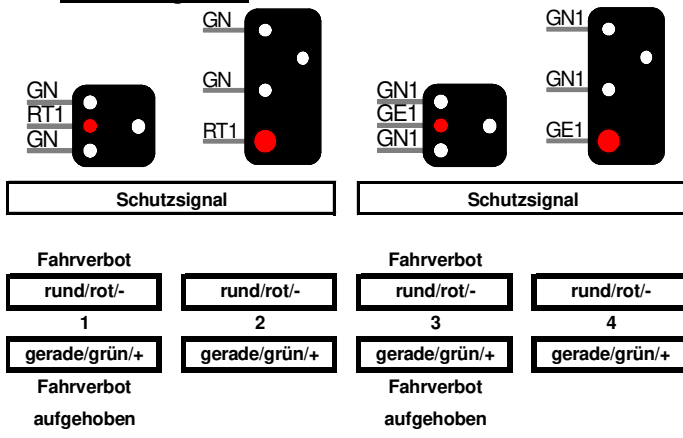 GN
GN
RT1
GN
GN
RT1
GN1
GE1
GN1
GN1
GN1
GE1
Schutzsignal
Schutzsignal
Fahrverbot
Fahrverbot
rund/rot/-
rund/rot/-
rund/rot/-
rund/rot/-
1
2
3
4
gerade/grün/+
gerade/grün/+
gerade/grün/+
gerade/grün/+
Fahrverbot
Fahrverbot
aufgehoben
aufgehoben